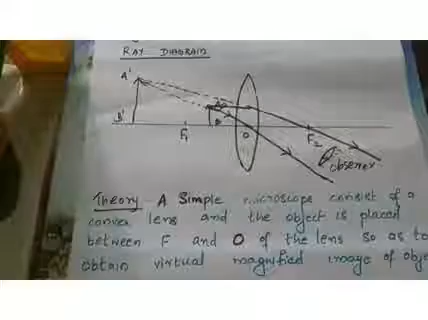 RAY DIAGRAM
A'
A
B'
B
F₁
O
F₂
observer
Theory A Simple microscope consist of a
convex lens and the object is placed
between F and O of the lens so as to
obtain virtual magnified image of obje